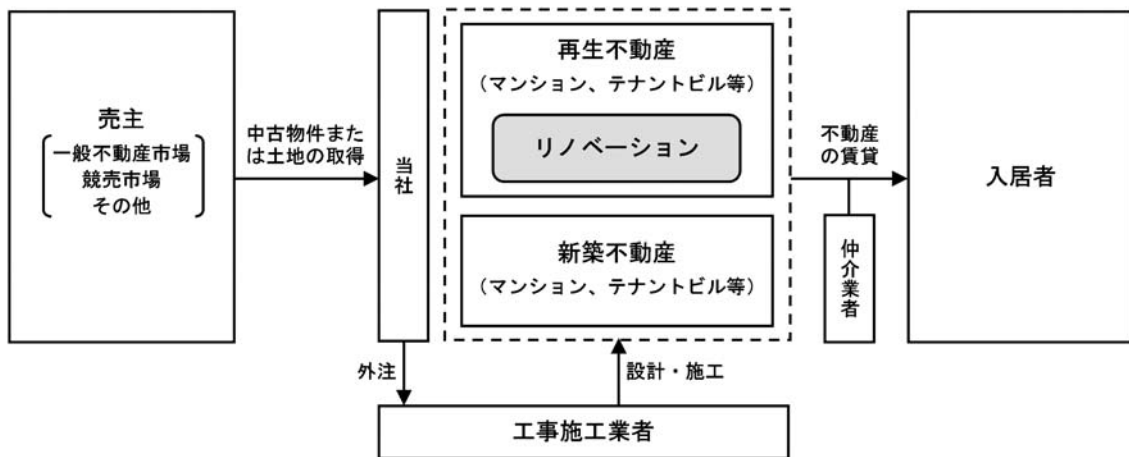 売主
一般不動産市場
競売市場
その他
中古物件また
は土地の取得
当社
再生不動産
（マンション、テナントビル等）
リノベーション
新築不動産
（マンション、テナントビル等）
不動産
の賃貸
仲介業者
入居者
外注
設計・施工
工事施工業者